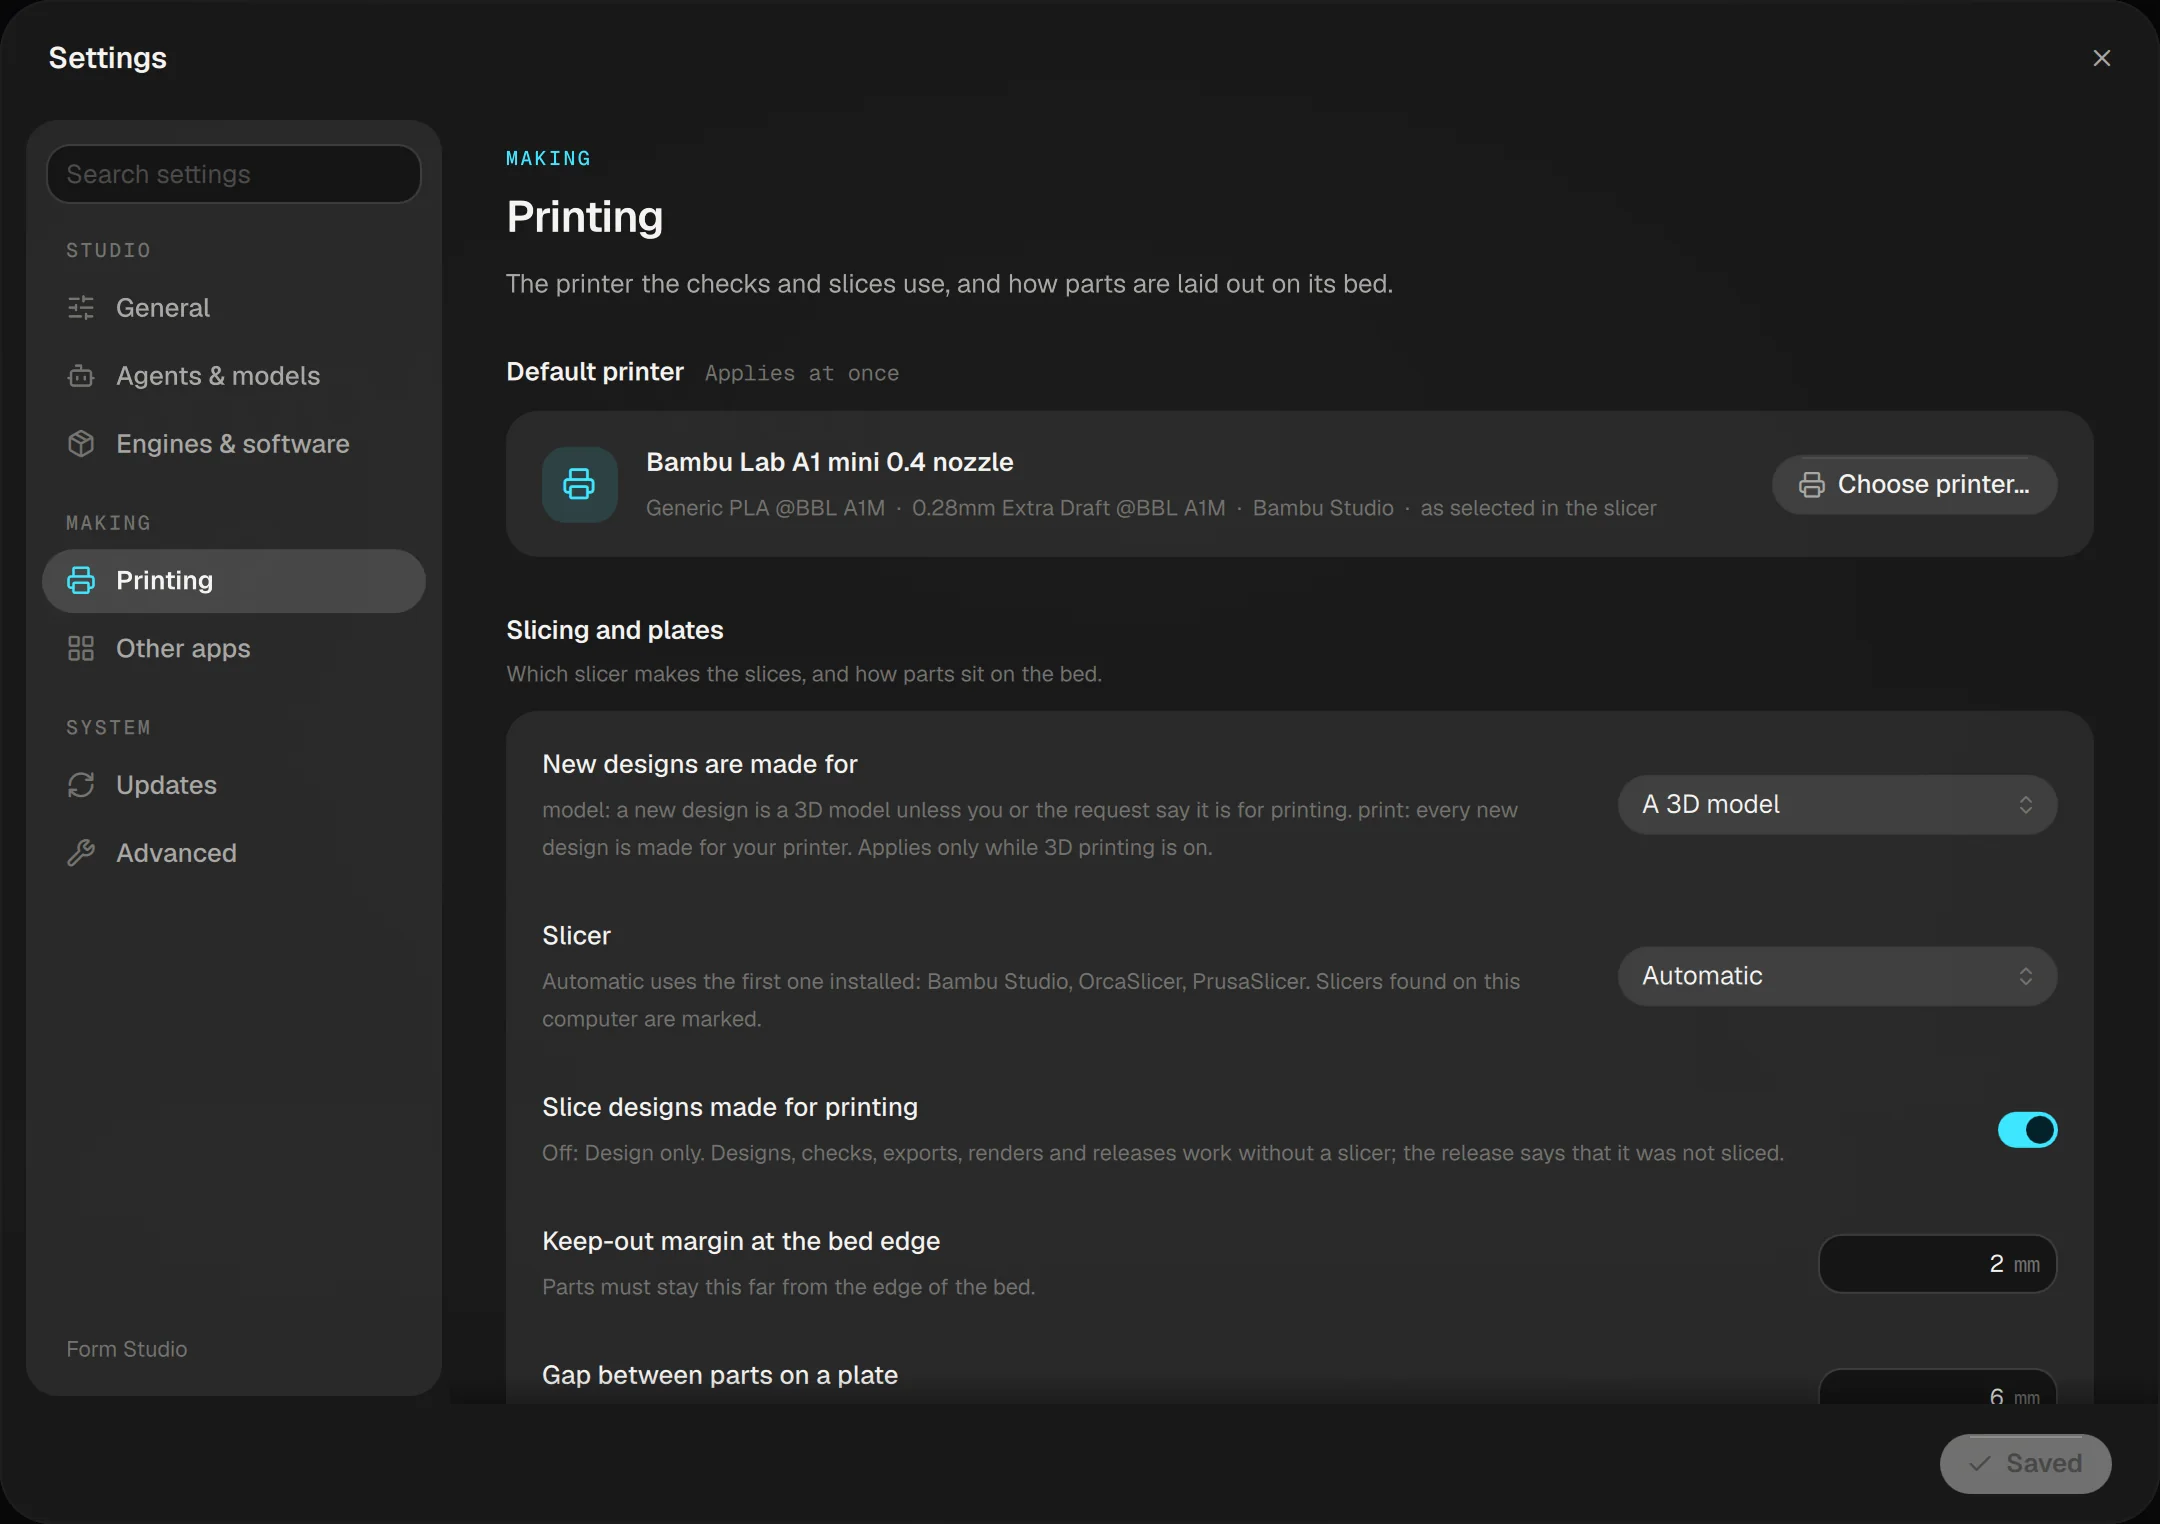 Settings
Search settings
STUDIO
General
Agents & models
Engines & software
MAKING
Printing
Other apps
SYSTEM
Updates
Advanced
Form Studio
MAKING
Printing
The printer the checks and slices use, and how parts are laid out on its bed.
Default printer Applies at once
Bambu Lab A1 mini 0.4 nozzle
Generic PLA @BBL A1M · 0.28mm Extra Draft @BBL A1M · Bambu Studio · as selected in the slicer
Choose printer...
Slicing and plates
Which slicer makes the slices, and how parts sit on the bed.
New designs are made for
model: a new design is a 3D model unless you or the request say it is for printing. print: every new
design is made for your printer. Applies only while 3D printing is on.
A 3D model
Slicer
Automatic uses the first one installed: Bambu Studio, OrcaSlicer, PrusaSlicer. Slicers found on this
computer are marked.
Automatic
Slice designs made for printing
Off: Design only. Designs, checks, exports, renders and releases work without a slicer; the release says that it was not sliced.
Keep-out margin at the bed edge
Parts must stay this far from the edge of the bed.
2 mm
Gap between parts on a plate
6 mm
Saved